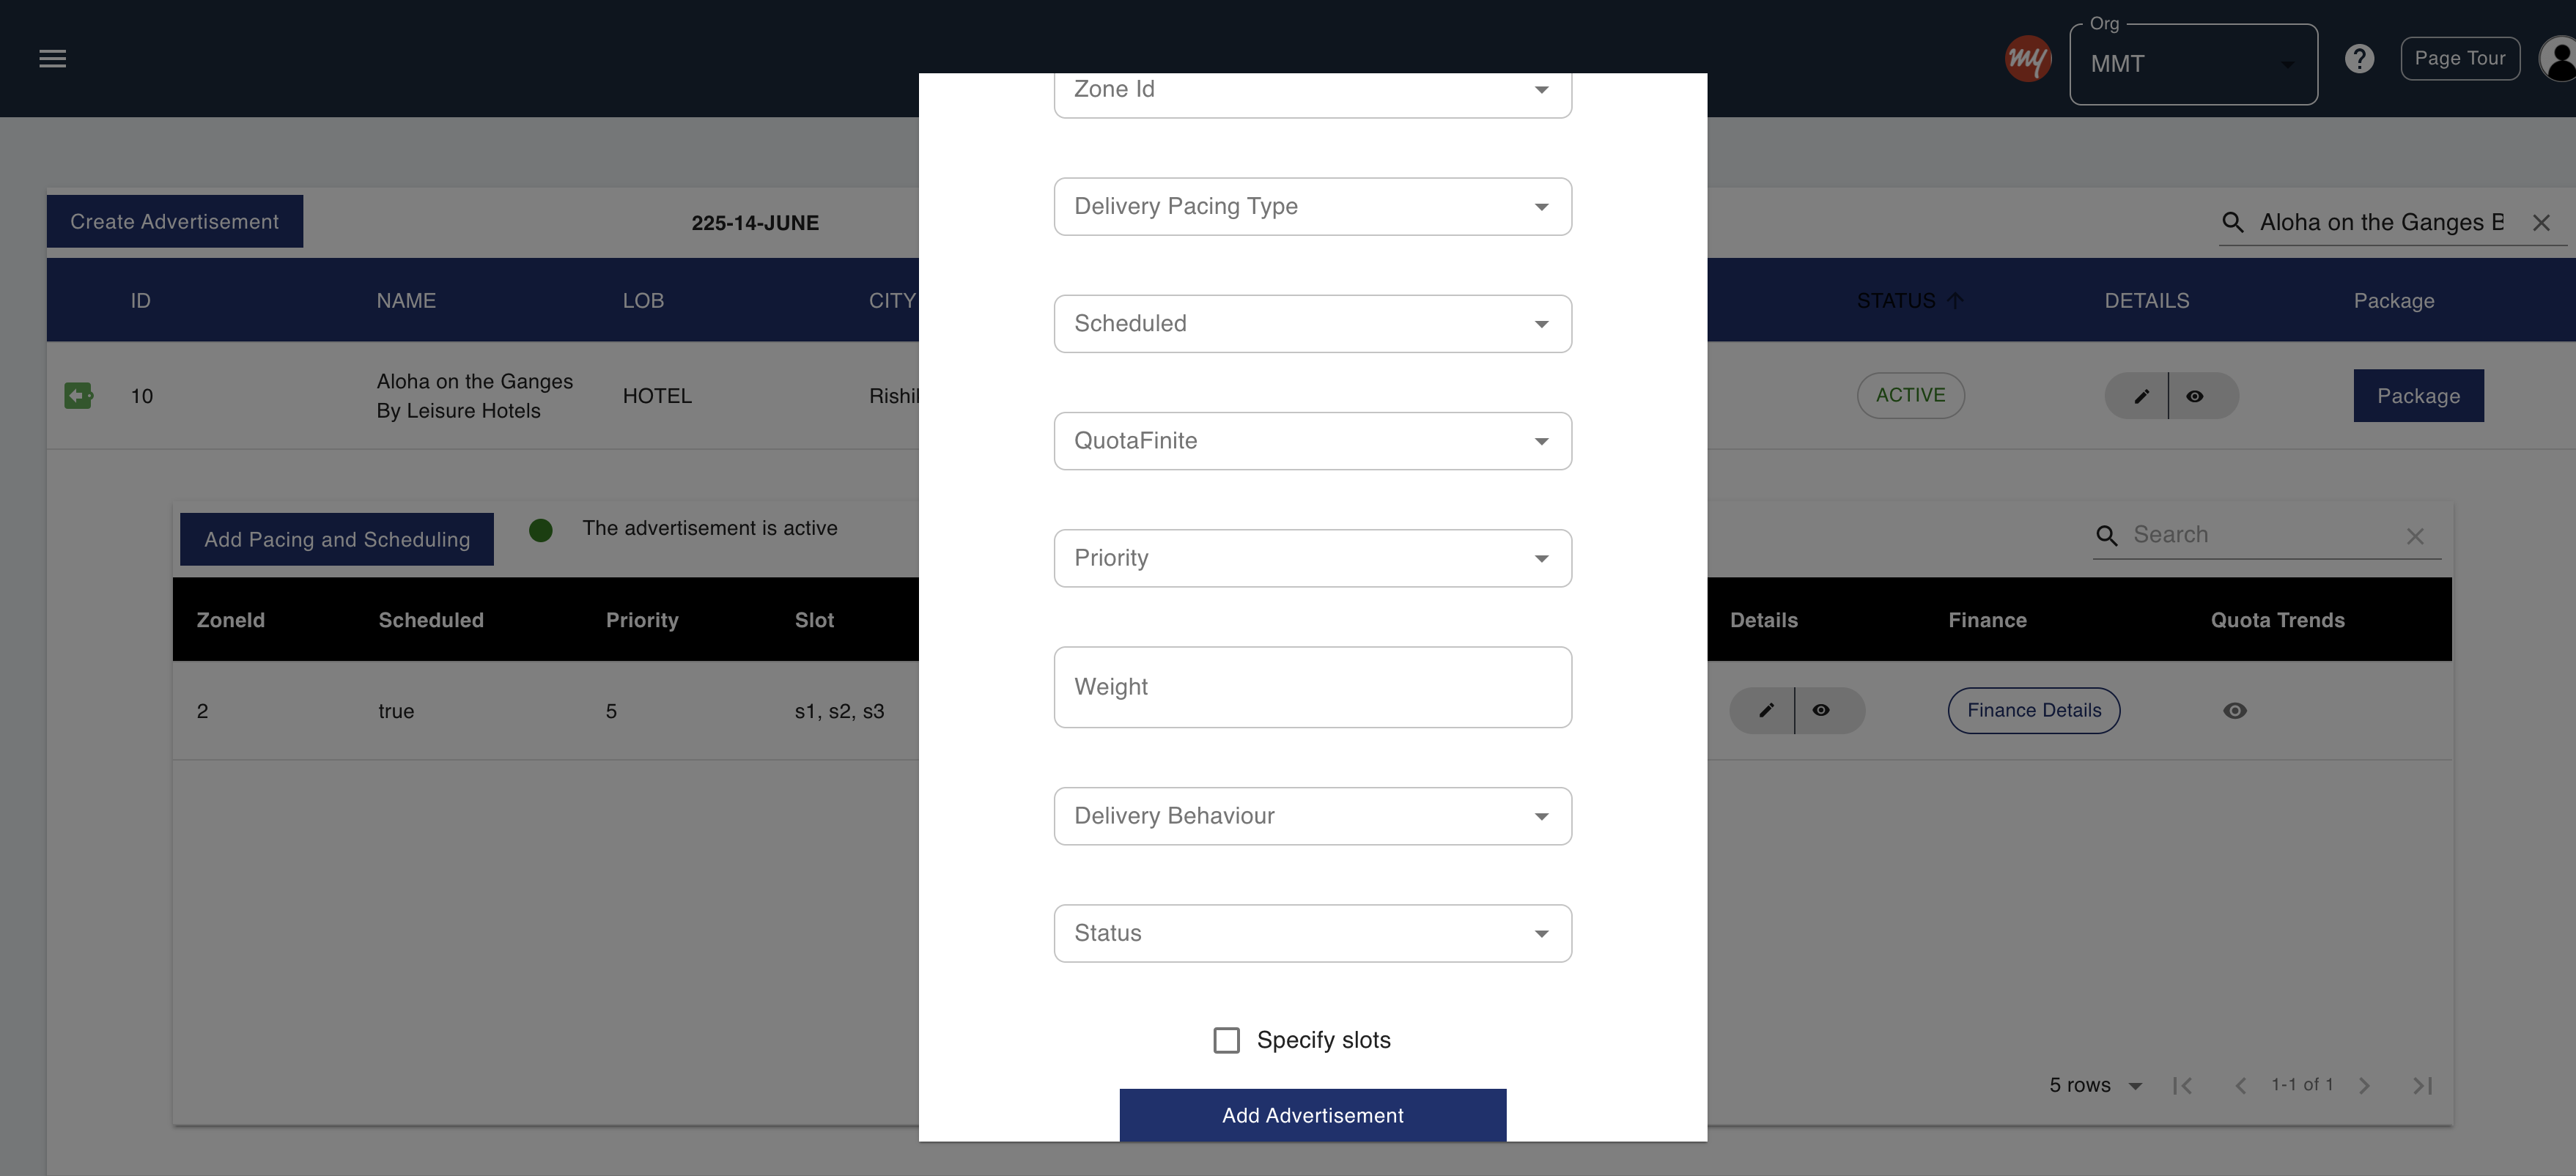 my
Org
MMT
?
Page Tour
Create Advertisement
225-14-JUNE
Aloha on the Ganges B
ID
NAME
LOB
CITY
STATUS
DETAILS
Package
10
Aloha on the Ganges
By Leisure Hotels
HOTEL
ACTIVE
Package
Add Pacing and Scheduling
The advertisement is active
Search
ZoneId
Scheduled
Priority
Slot
Details
Finance
Quota Trends
2
true
5
s1, s2, s3
Finance Details
5 rows
1-1 of 1
Zone Id
Delivery Pacing Type
Scheduled
QuotaFinite
Priority
Weight
Delivery Behaviour
Status
Specify slots
Add Advertisement